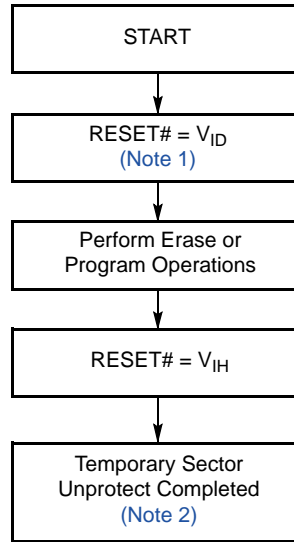 START
RESET# = VID
(Note 1)
Perform Erase or
Program Operations
RESET# = VIH
Temporary Sector
Unprotect Completed
(Note 2)